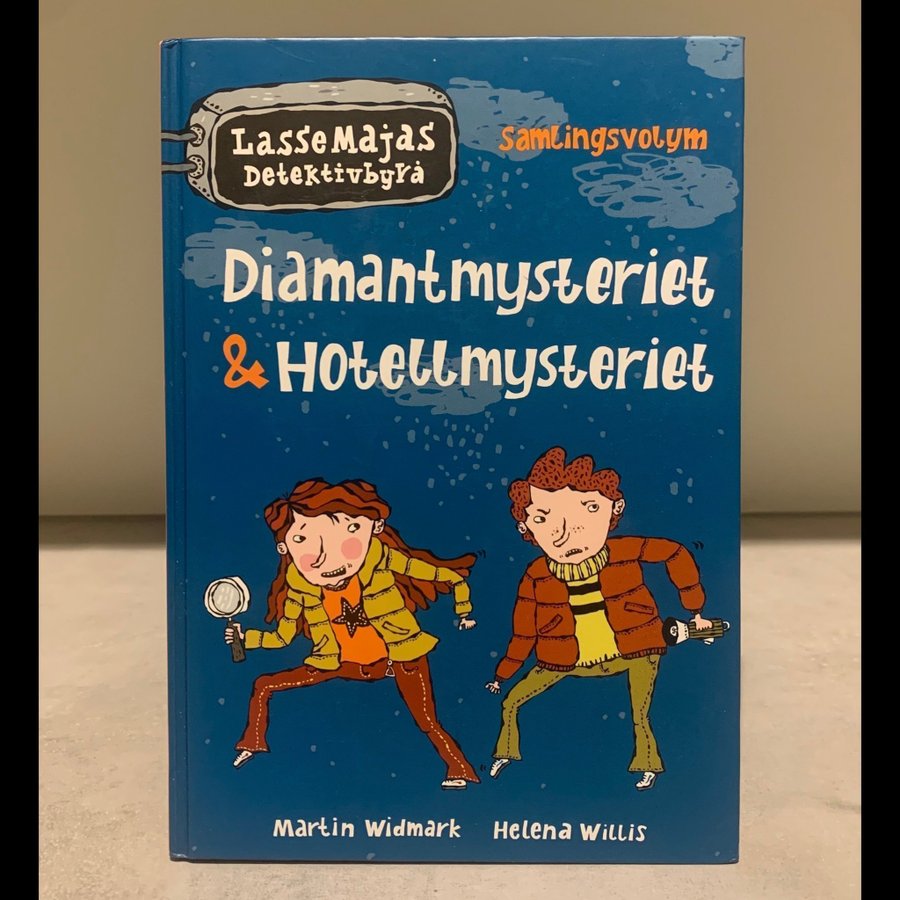 LasseMajas
Detektivbyrå
Samlingsvolym
Diamantmysteriet
& Hotellmysteriet
Martin Widmark Helena Willis